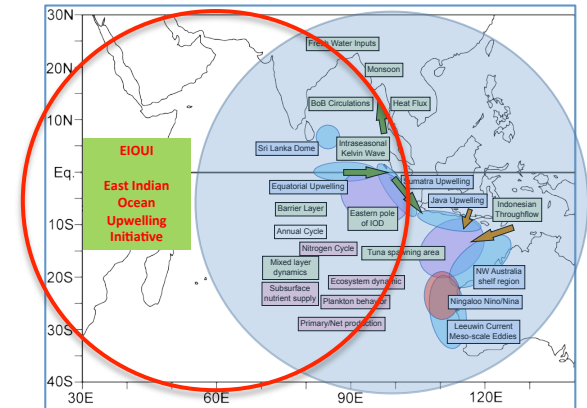 30N
20N
10N
Eq.
10S
20S
30S
40S
30E
60E
90E
120E
EIOUI
East Indian
Ocean
Upwelling
Initiative
Fresh Water Inputs
Monsoon
BoB Circulations
Heat Flux
Sri Lanka Dome
Intraseasonal
Kelvin Wave
Equatorial Upwelling
Sumatra Upwelling
Java Upwelling
Indonesian
Throughflow
Barrier Layer
Eastern pole
of IOD
Annual Cycle
Nitrogen Cycle
Tuna spawning area
Mixed layer
dynamics
NW Australia
shelf region
Subsurface
nutrient supply
Ecosystem dynamic
Plankton behavior
Ningaloo Nino/Nina
Primary/Net production
Leeuwin Current
Meso-scale Eddies